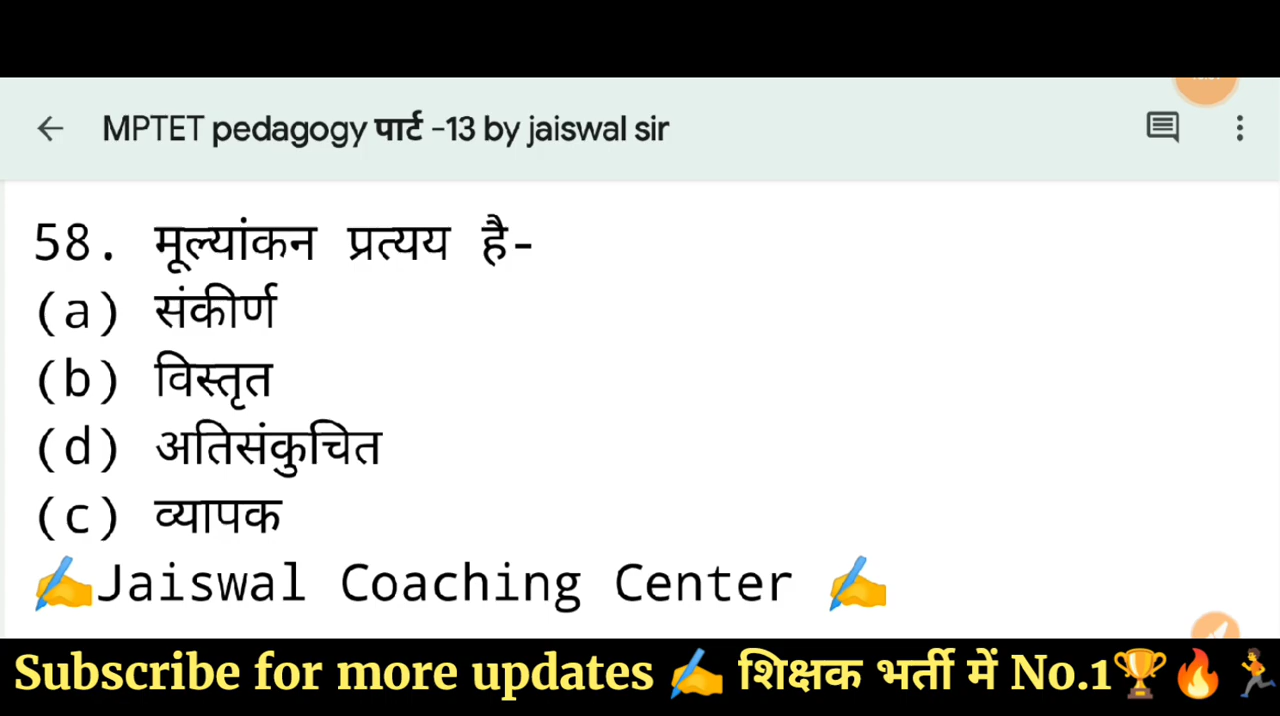 MPTET pedagogy पार्ट -13 by jaiswal sir
58. मूल्यांकन प्रत्यय है-
(a) संकीर्ण
(b) विस्तृत
(d) अतिसंकुचित
(c) व्यापक
✍️Jaiswal Coaching Center ✍️
Subscribe for more updates ✍️ शिक्षक भर्ती में No.1🏆🔥🏃